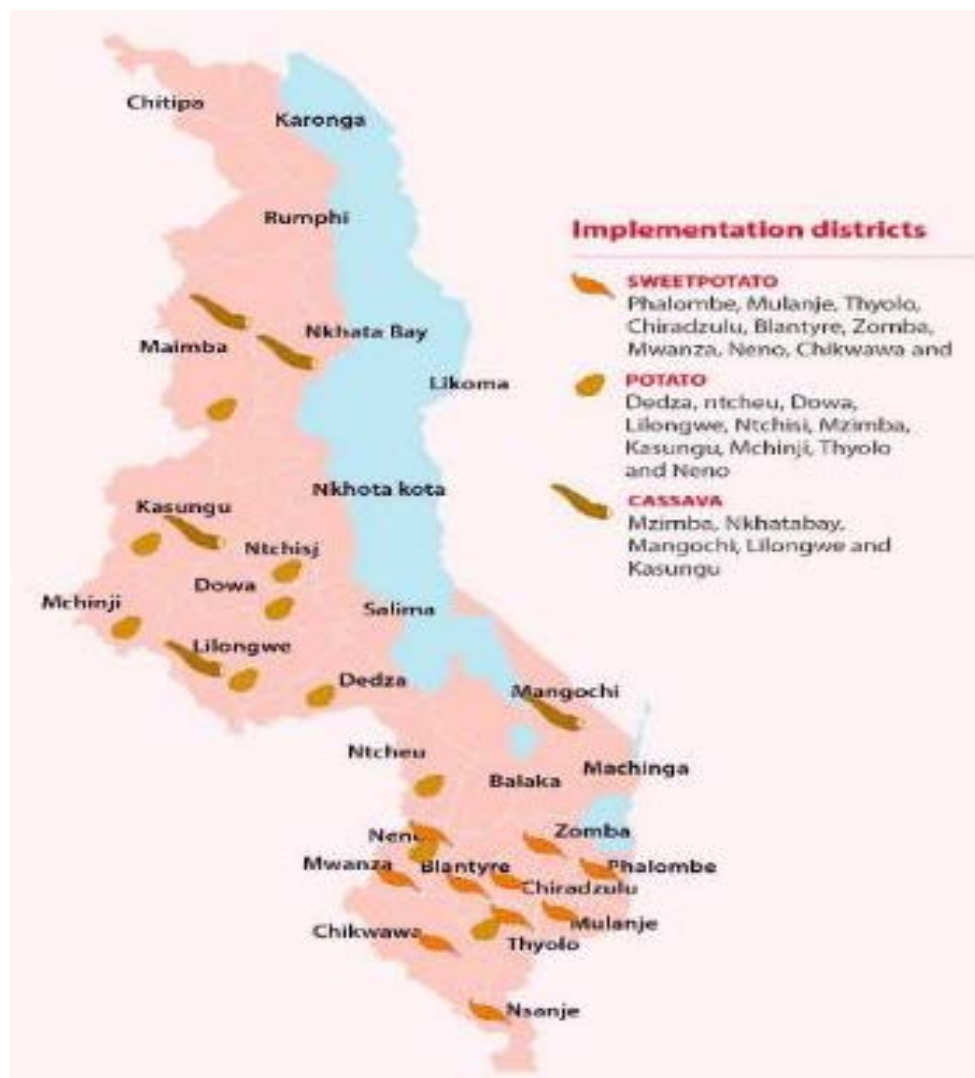 Chitipa
Karonga
Rumphi
Nkhata Bay
Maimba
Likoma
Nkhota kota
Kasungu
Ntchisj
Dowa
Mchinji
Salima
Lilongwe
Dedza
Mangochi
Ntcheu
Machinga
Balaka
Zomba
Neno
Mwanza
Blantyre
Phalombe
Chiradzulu
Mulanje
Chikwawa
Thyolo
Nsanje
Implementation districts
SWEETPOTATO
Phalombe, Mulanje, Thyolo,
Chiradzulu, Blantyre, Zomba,
Mwanza, Neno, Chikwawa and
POTATO
Dedza, ntcheu, Dowa,
Lilongwe, Ntchisi, Mzimba,
Kasungu, Mchinji, Thyolo
and Neno
CASSAVA
Mzimba, Nkhatabay,
Mangochi, Lilongwe and
Kasungu